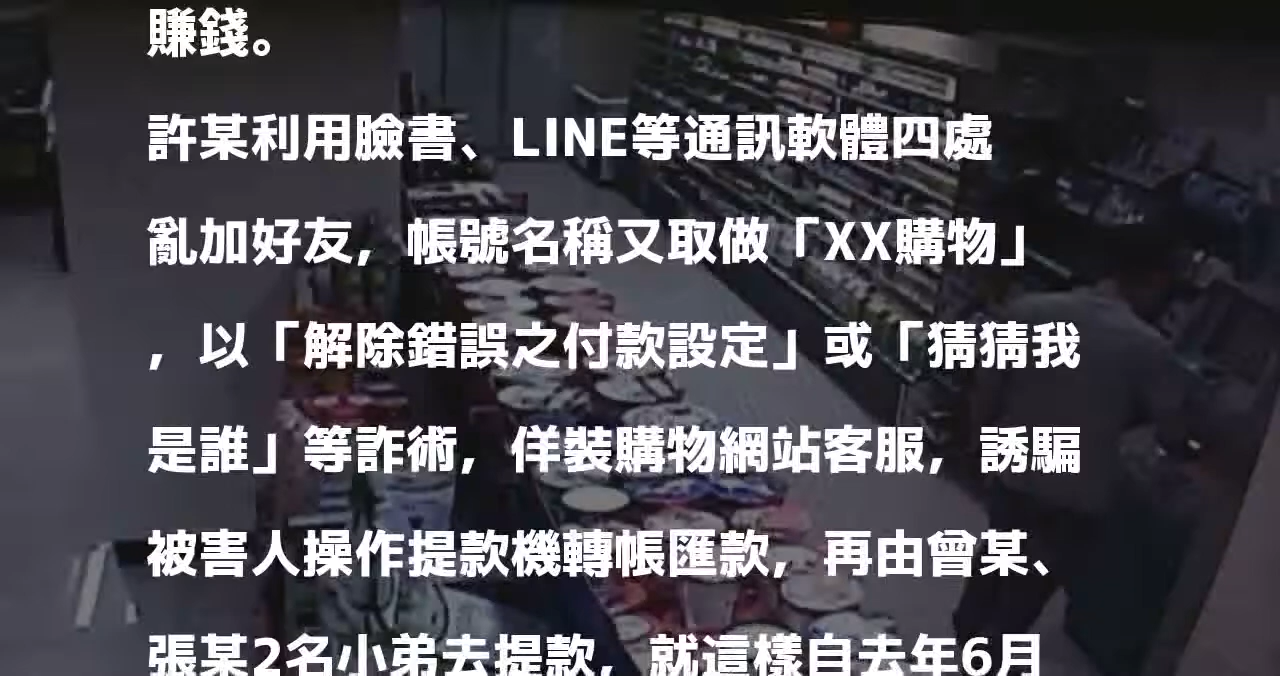 賺錢。
許某利用臉書、LINE等通訊軟體四處
亂加好友，帳號名稱又取做「XX購物」
，以「解除錯誤之付款設定」或「猜猜我
是誰」等詐術，佯裝購物網站客服，誘騙
被害人操作提款機轉帳匯款，再由曾某、
張某2名小弟去提款，就這樣自去年6月